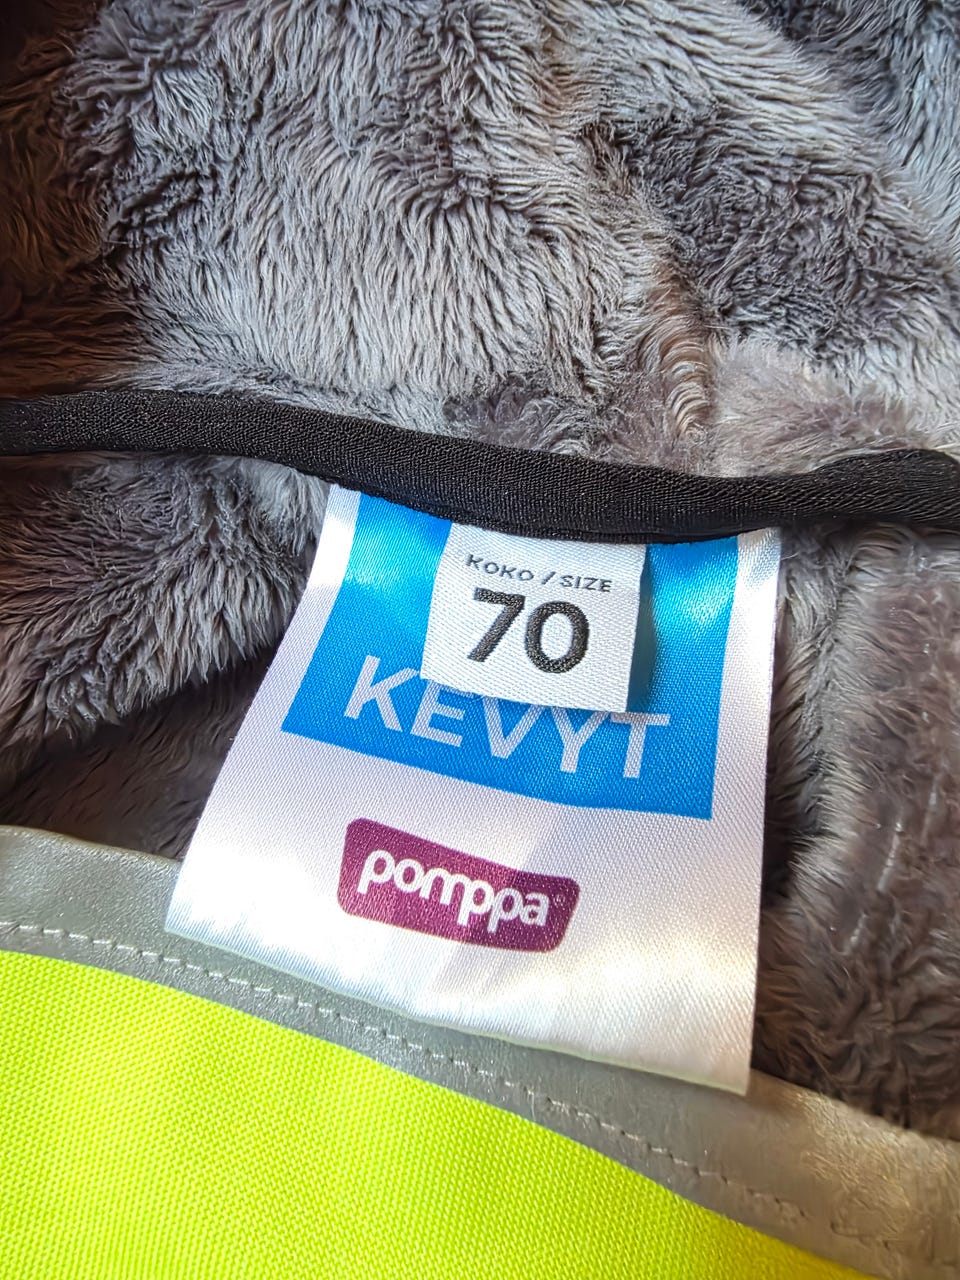 KOKO / SIZE
70
KEVYT
pomppa